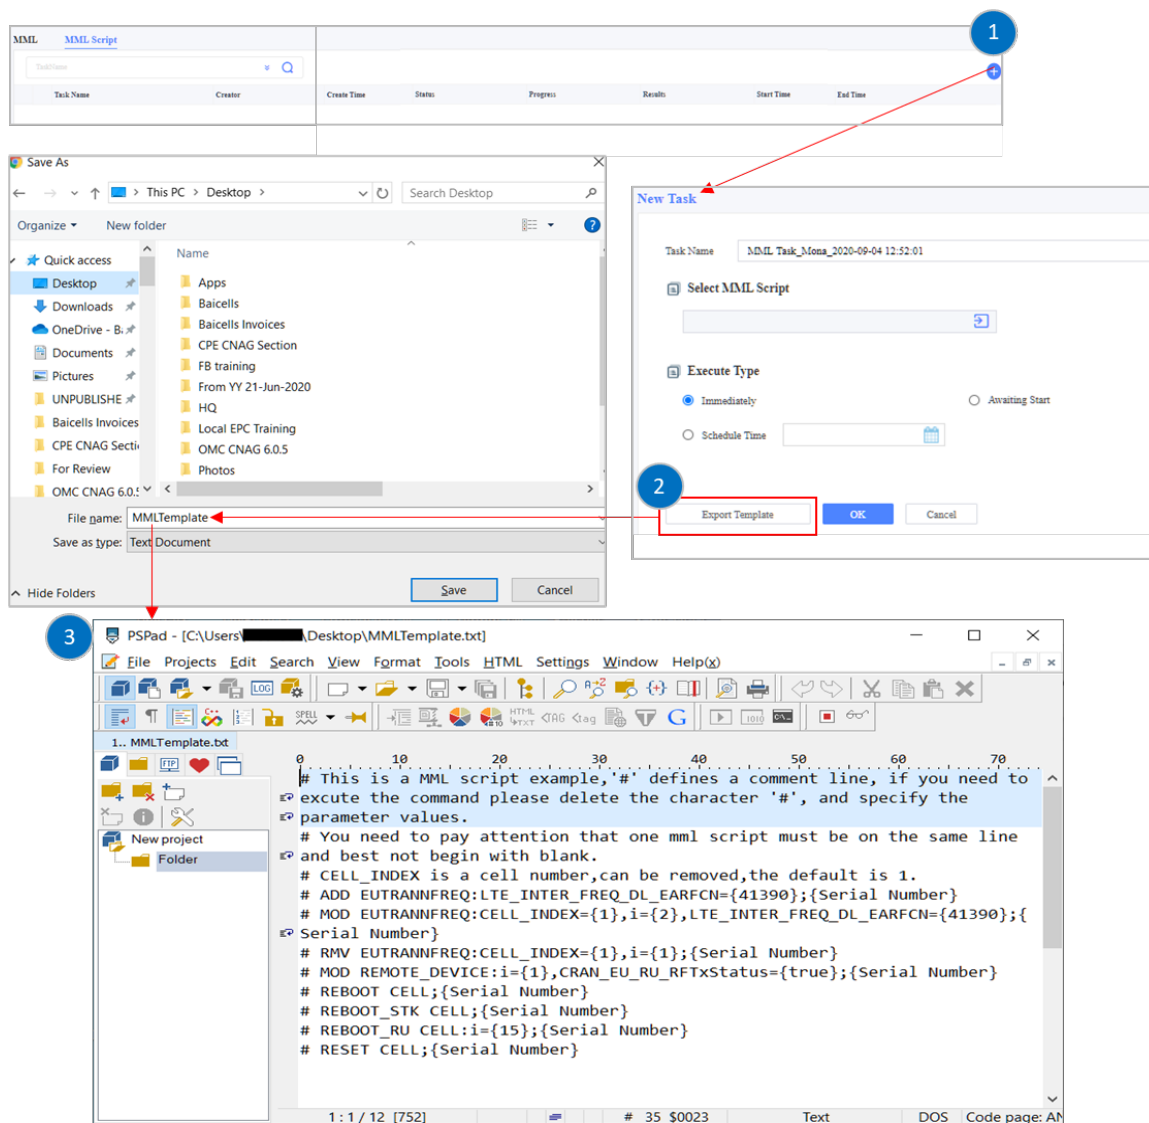 1
MML MML Script
TaskName
Task Name Creator Create Time Status Progress Results Start Time End Time
Save As
This PC > Desktop >
Search Desktop
Organize New folder
Quick access
Desktop
Downloads
OneDrive - Ba
Documents
Pictures
UNPUBLISHE
Baicells Invoices
CPE CNAG Secti
For Review
OMC CNAG 6.0.5
Name
Apps
Baicells
Baicells Invoices
CPE CNAG Section
FB training
From YY 21-Jun-2020
HQ
Local EPC Training
OMC CNAG 6.0.5
Photos
File name: MMLTemplate
Save as type: Text Document
Hide Folders
Save Cancel
New Task
Task Name MML Task_Mona_2020-09-04 12:52:01
Select MML Script
Execute Type
Immediately Awaiting Start
Schedule Time
2
Export Template OK Cancel
3
PSPad - [C:\Users\ \Desktop\MMLTemplate.txt]
File Projects Edit Search View Format Tools HTML Settings Window Help(x)
LOG
SPELL HTML TXT TAG tag G 1010
1.. MMLTemplate.txt
FTP
New project
Folder
0 10 20 30 40 50 60 70
# This is a MML script example,'#' defines a comment line, if you need to
excute the command please delete the character '#', and specify the
parameter values.
# You need to pay attention that one mml script must be on the same line
and best not begin with blank.
# CELL_INDEX is a cell number,can be removed,the default is 1.
# ADD EUTRANNFREQ:LTE_INTER_FREQ_DL_EARFCN={41390};{Serial Number}
# MOD EUTRANNFREQ:CELL_INDEX={1},i={2},LTE_INTER_FREQ_DL_EARFCN={41390};{
Serial Number}
# RMV EUTRANNFREQ:CELL_INDEX={1},i={1};{Serial Number}
# MOD REMOTE_DEVICE:i={1},CRAN_EU_RU_RFTxStatus={true};{Serial Number}
# REBOOT CELL;{Serial Number}
# REBOOT_STK CELL;{Serial Number}
# REBOOT_RU CELL:i={15};{Serial Number}
# RESET CELL;{Serial Number}
1 : 1 / 12 [752] # 35 $0023 Text DOS Code page: AN